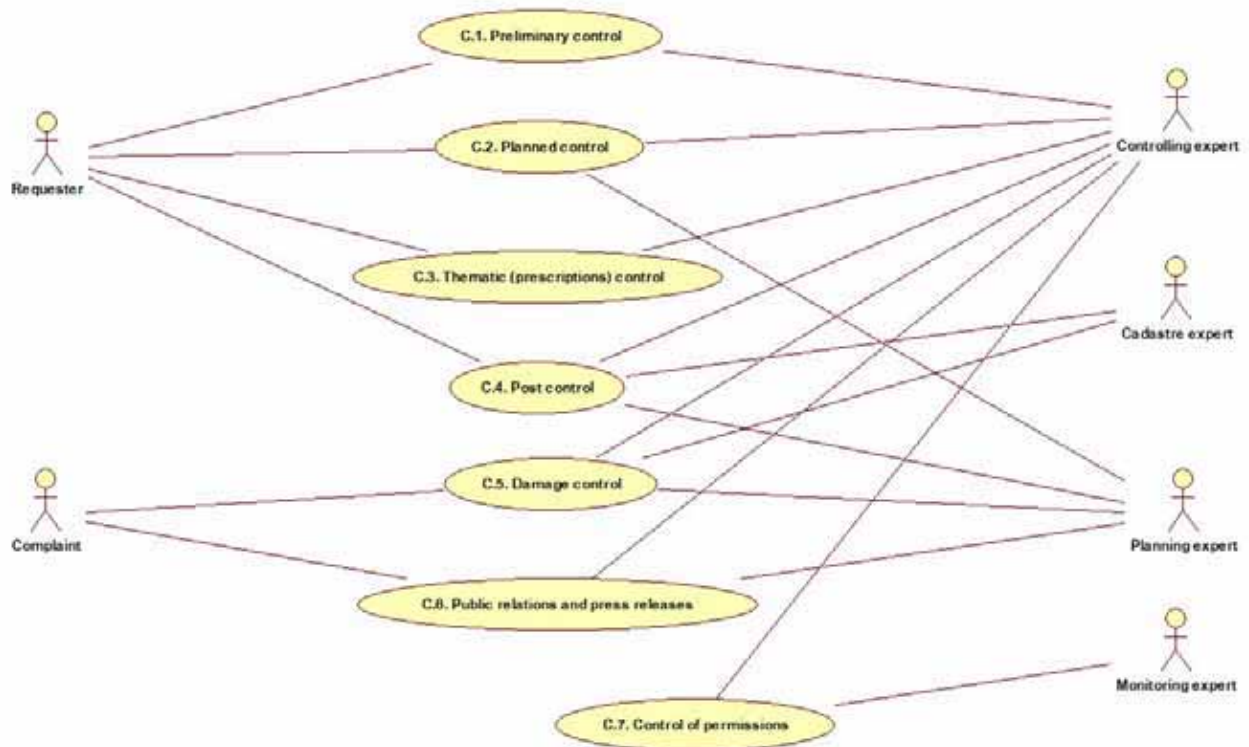 C.1. Preliminary control
Requester
C.2. Planned control
Controlling expert
C.3. Thematic (prescriptions) control
Cadastre expert
C.4. Post control
Complaint
C.5. Damage control
Planning expert
C.6. Public relations and press releases
Monitoring expert
C.7. Control of permissions